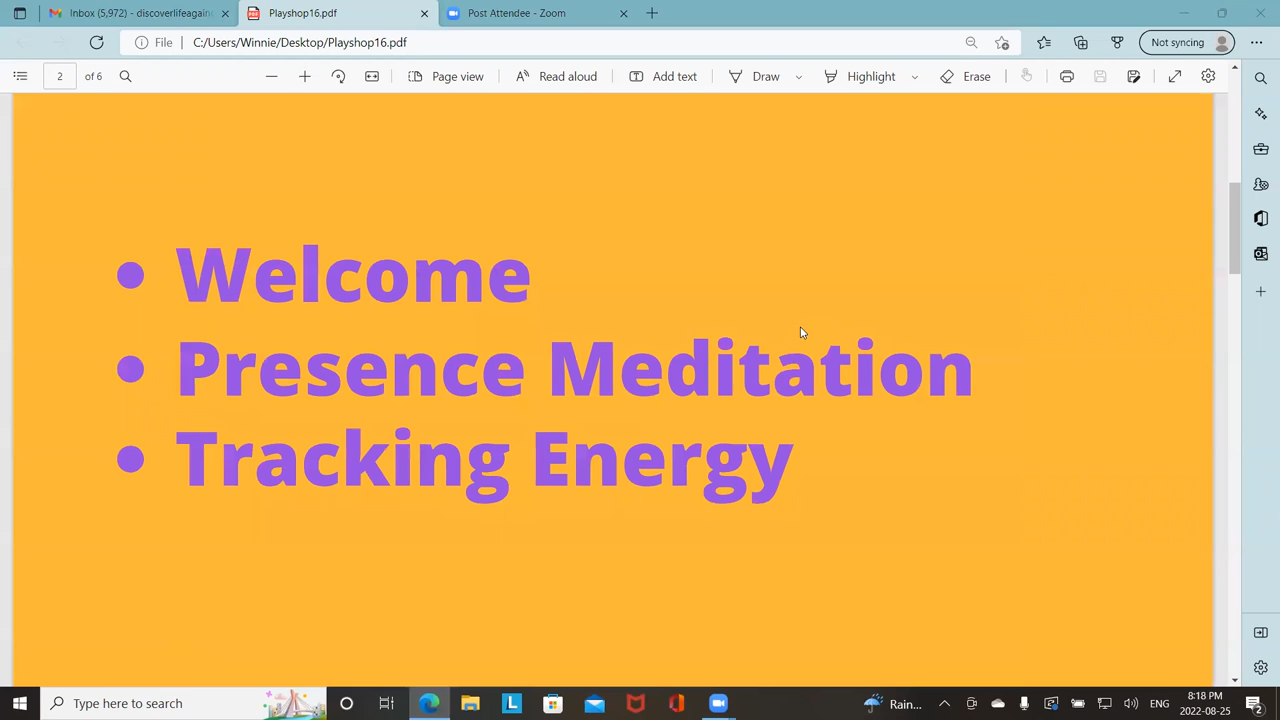 Inbox (5,972) - discoverlifeagain
Playshop16.pdf
Post Attendee - Zoom
File
C:/Users/Winnie/Desktop/Playshop16.pdf
Not syncing
2 of 6
Page view
Read aloud
Add text
Draw
Highlight
Erase
• Welcome
• Presence Meditation
• Tracking Energy
Type here to search
Rain...
ENG
8:18 PM
2022-08-25
2